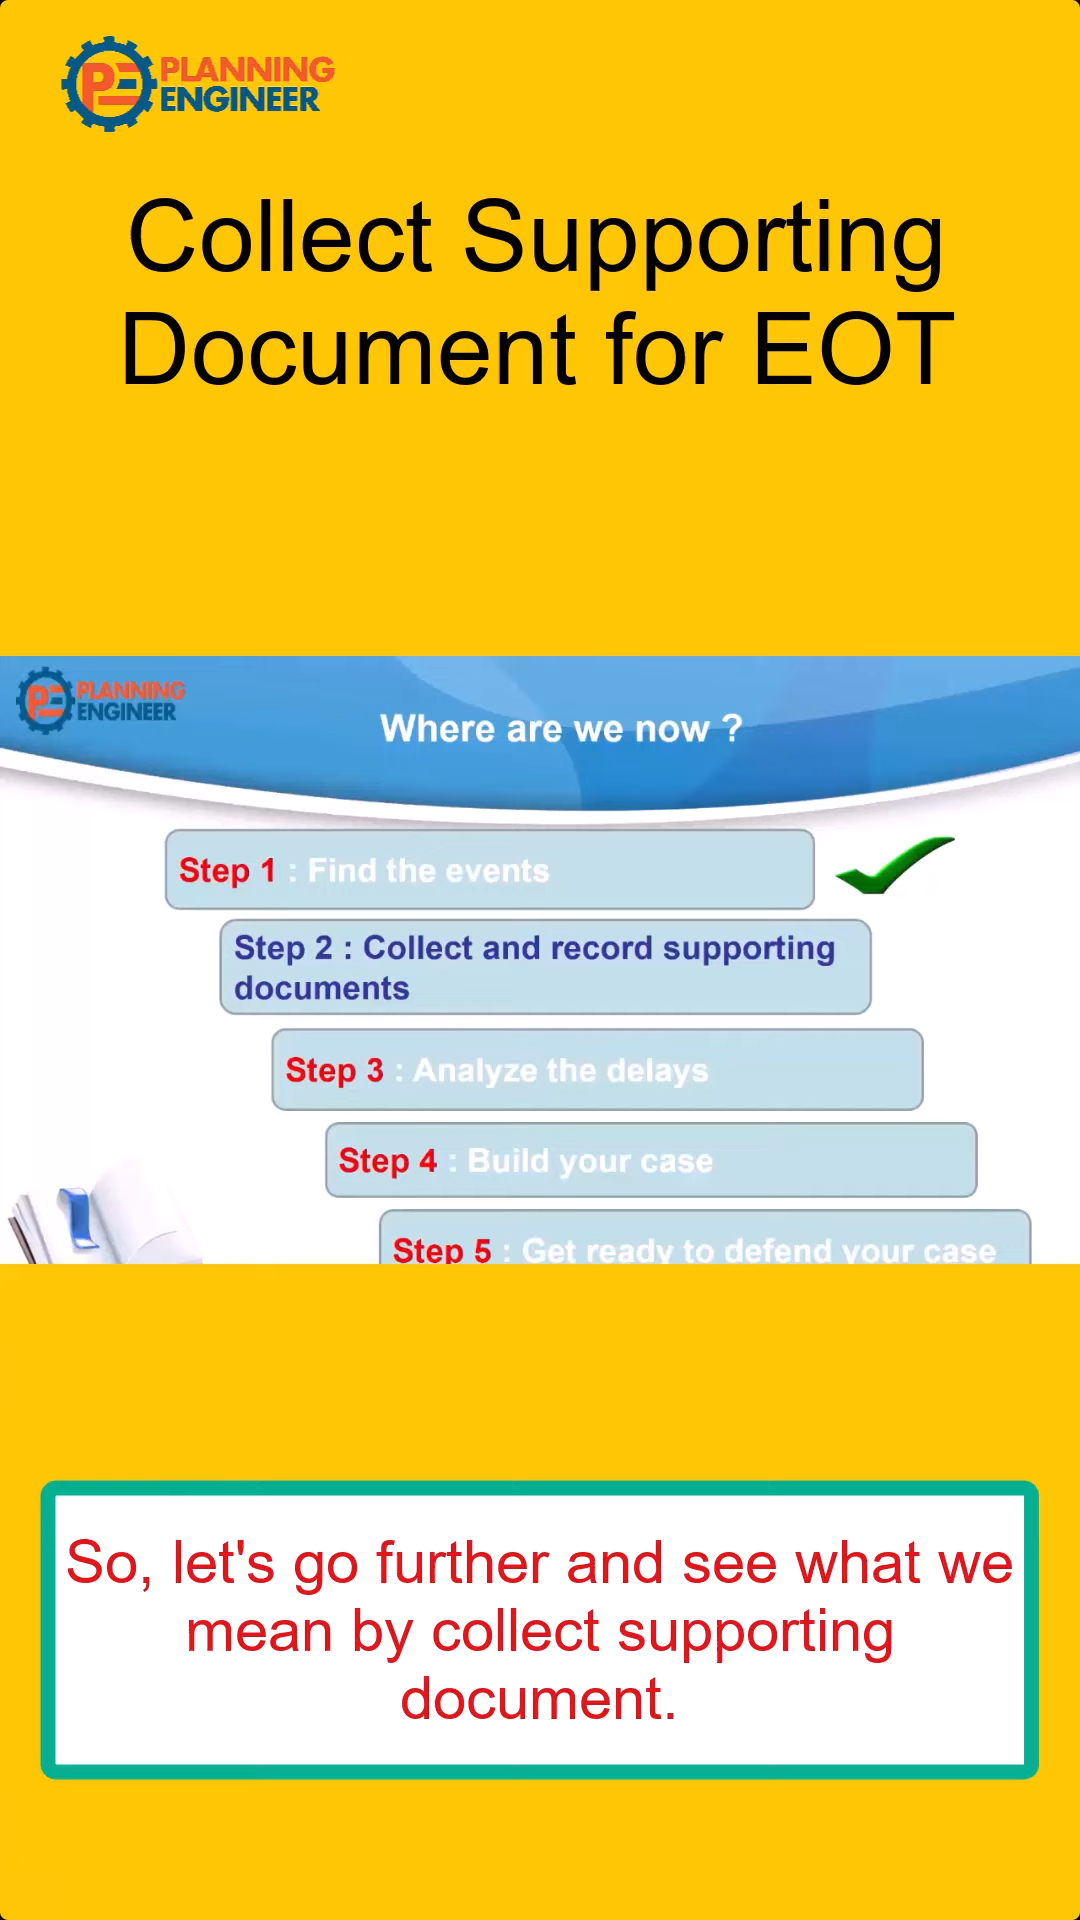 PLANNING
ENGINEER
Collect Supporting
Document for EOT
PLANNING
ENGINEER
Where are we now ?
Step 1 : Find the events
Step 2 : Collect and record supporting
documents
Step 3 : Analyze the delays
Step 4 : Build your case
Step 5 : Get ready to defend your case
So, let's go further and see what we
mean by collect supporting
document.